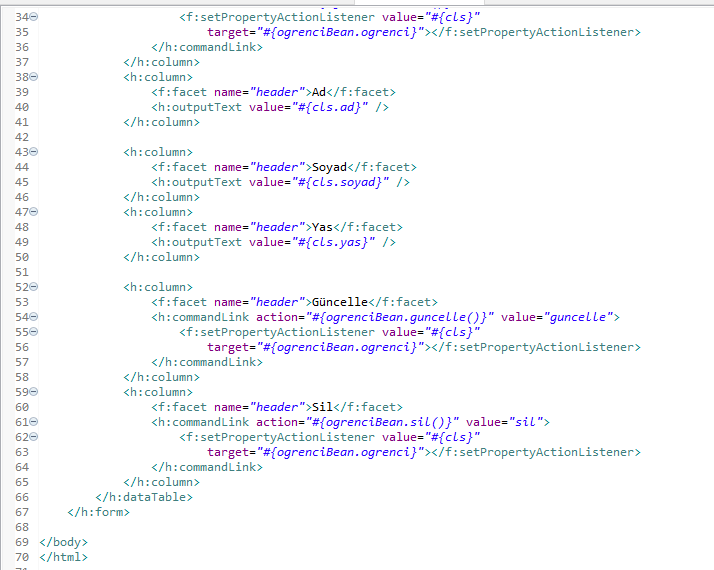 34 <f:setPropertyActionListener value="#{cls}"
35 target="#{ogrenciBean.ogrenci}"></f:setPropertyActionListener>
36 </h:commandLink>
37 </h:column>
38 <h:column>
39 <f:facet name="header">Ad</f:facet>
40 <h:outputText value="#{cls.ad}" />
41 </h:column>
42
43 <h:column>
44 <f:facet name="header">Soyad</f:facet>
45 <h:outputText value="#{cls.soyad}" />
46 </h:column>
47 <h:column>
48 <f:facet name="header">Yas</f:facet>
49 <h:outputText value="#{cls.yas}" />
50 </h:column>
51
52 <h:column>
53 <f:facet name="header">Güncelle</f:facet>
54 <h:commandLink action="#{ogrenciBean.guncelle()}" value="guncelle">
55 <f:setPropertyActionListener value="#{cls}"
56 target="#{ogrenciBean.ogrenci}"></f:setPropertyActionListener>
57 </h:commandLink>
58 </h:column>
59 <h:column>
60 <f:facet name="header">Sil</f:facet>
61 <h:commandLink action="#{ogrenciBean.sil()}" value="sil">
62 <f:setPropertyActionListener value="#{cls}"
63 target="#{ogrenciBean.ogrenci}"></f:setPropertyActionListener>
64 </h:commandLink>
65 </h:column>
66 </h:dataTable>
67 </h:form>
68
69 </body>
70 </html>